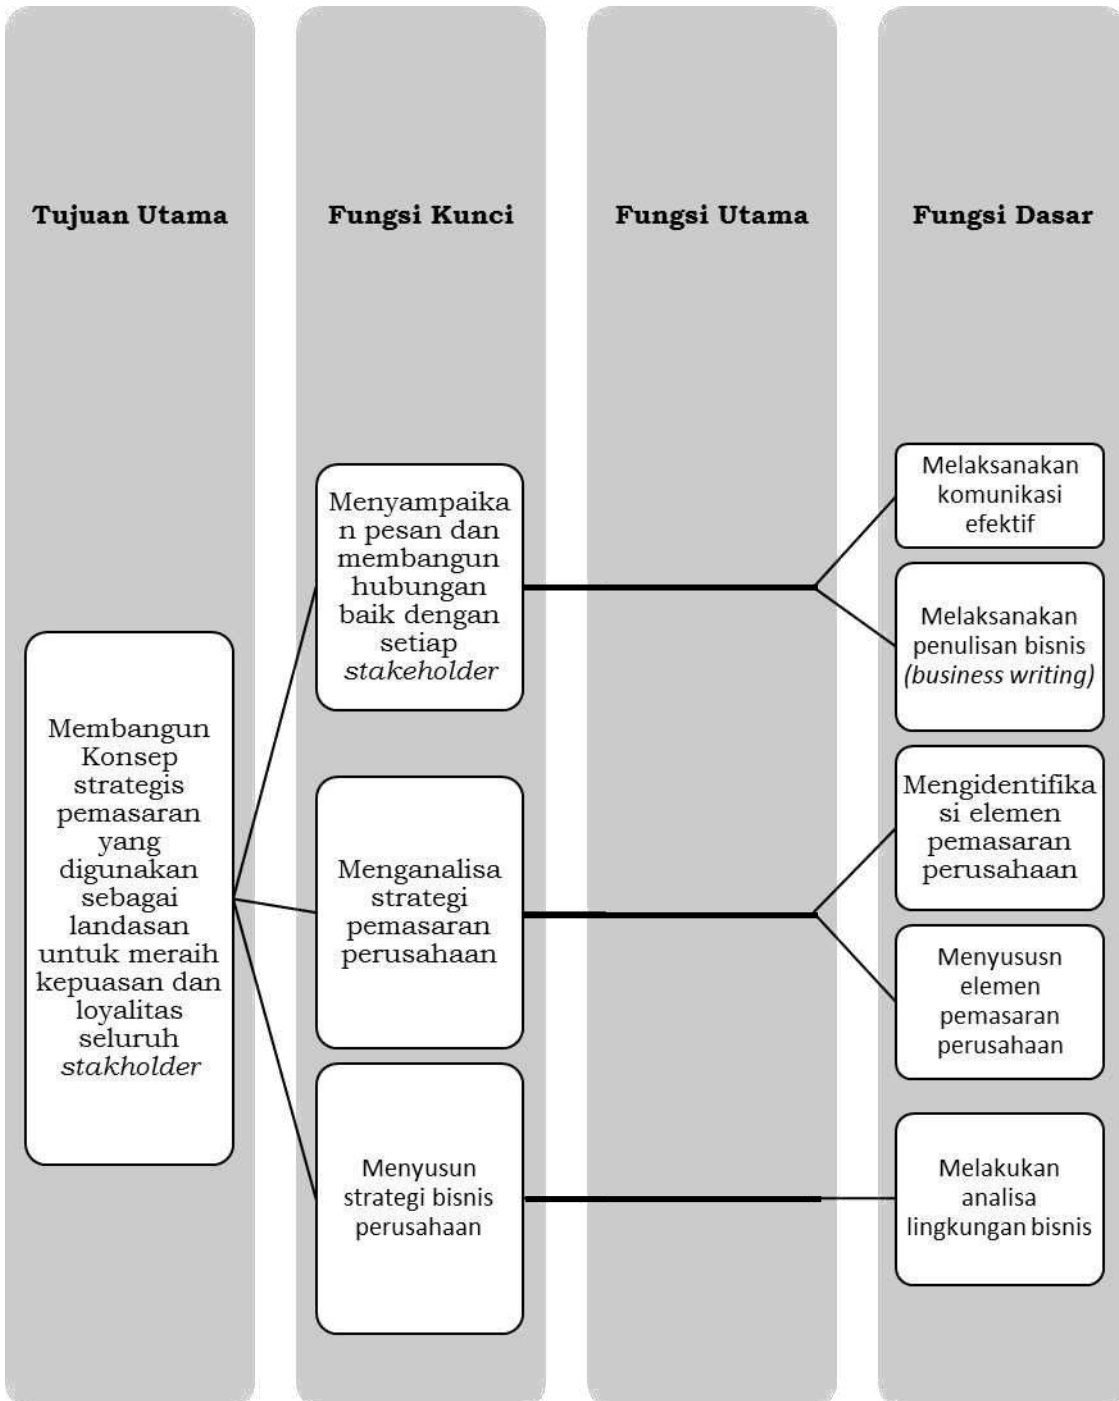 Tujuan Utama
Fungsi Kunci
Fungsi Utama
Fungsi Dasar
Membangun
Konsep
strategis
pemasaran
yang
digunakan
sebagai
landasan
untuk meraih
kepuasan dan
loyalitas
seluruh
stakholder
Menyampaika
n pesan dan
membangun
hubungan
baik dengan
setiap
stakeholder
Menganalisa
strategi
pemasaran
perusahaan
Menyusun
strategi bisnis
perusahaan
Melaksanakan
komunikasi
efektif
Melaksanakan
penulisan bisnis
(business writing)
Mengidentifika
si elemen
pemasaran
perusahaan
Menyususn
elemen
pemasaran
perusahaan
Melakukan
analisa
lingkungan bisnis